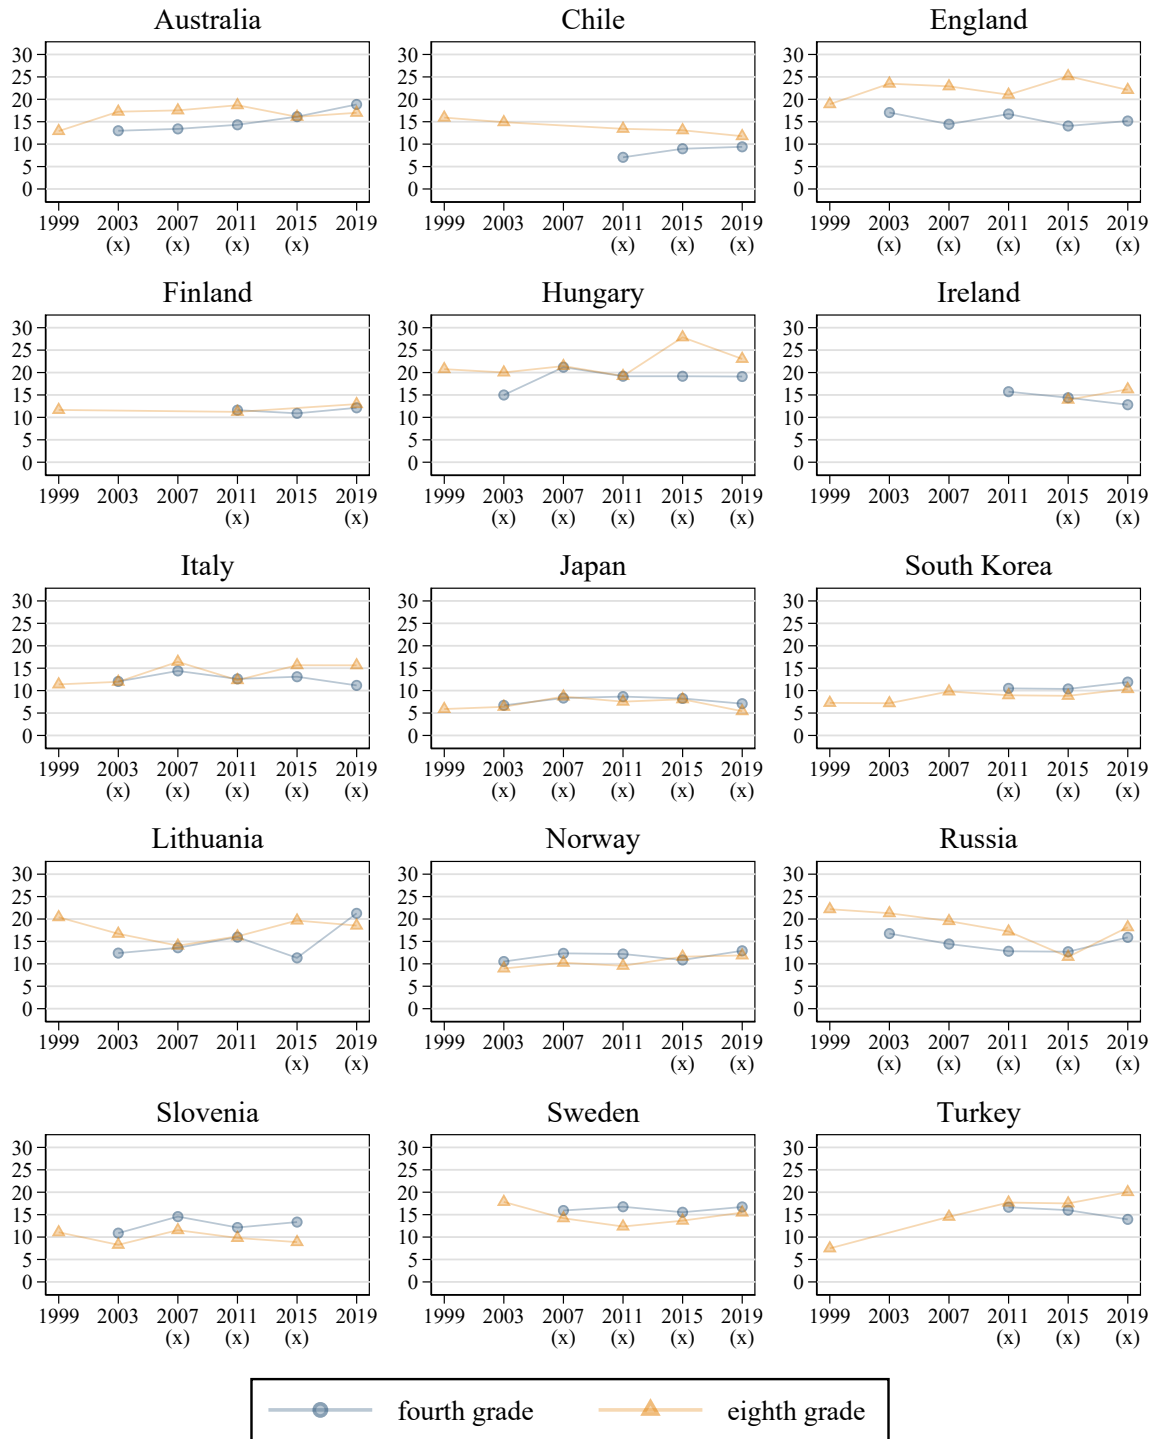 Australia Chile England
30 30 30
25 25 25
20 20 20
15 15 15
10 10 10
5 5 5
0 0 0
1999 2003 2007 2011 2015 2019 1999 2003 2007 2011 2015 2019 1999 2003 2007 2011 2015 2019
(x) (x) (x) (x) (x) (x) (x) (x) (x) (x) (x) (x)
Finland Hungary Ireland
30 30 30
25 25 25
20 20 20
15 15 15
10 10 10
5 5 5
0 0 0
1999 2003 2007 2011 2015 2019 1999 2003 2007 2011 2015 2019 1999 2003 2007 2011 2015 2019
(x) (x) (x) (x) (x) (x) (x) (x) (x)
Italy Japan South Korea
30 30 30
25 25 25
20 20 20
15 15 15
10 10 10
5 5 5
0 0 0
1999 2003 2007 2011 2015 2019 1999 2003 2007 2011 2015 2019 1999 2003 2007 2011 2015 2019
(x) (x) (x) (x) (x) (x) (x) (x) (x) (x) (x) (x) (x)
Lithuania Norway Russia
30 30 30
25 25 25
20 20 20
15 15 15
10 10 10
5 5 5
0 0 0
1999 2003 2007 2011 2015 2019 1999 2003 2007 2011 2015 2019 1999 2003 2007 2011 2015 2019
(x) (x) (x) (x) (x) (x) (x) (x) (x)
Slovenia Sweden Turkey
30 30 30
25 25 25
20 20 20
15 15 15
10 10 10
5 5 5
0 0 0
1999 2003 2007 2011 2015 2019 1999 2003 2007 2011 2015 2019 1999 2003 2007 2011 2015 2019
(x) (x) (x) (x) (x) (x) (x) (x) (x) (x)
fourth grade eighth grade